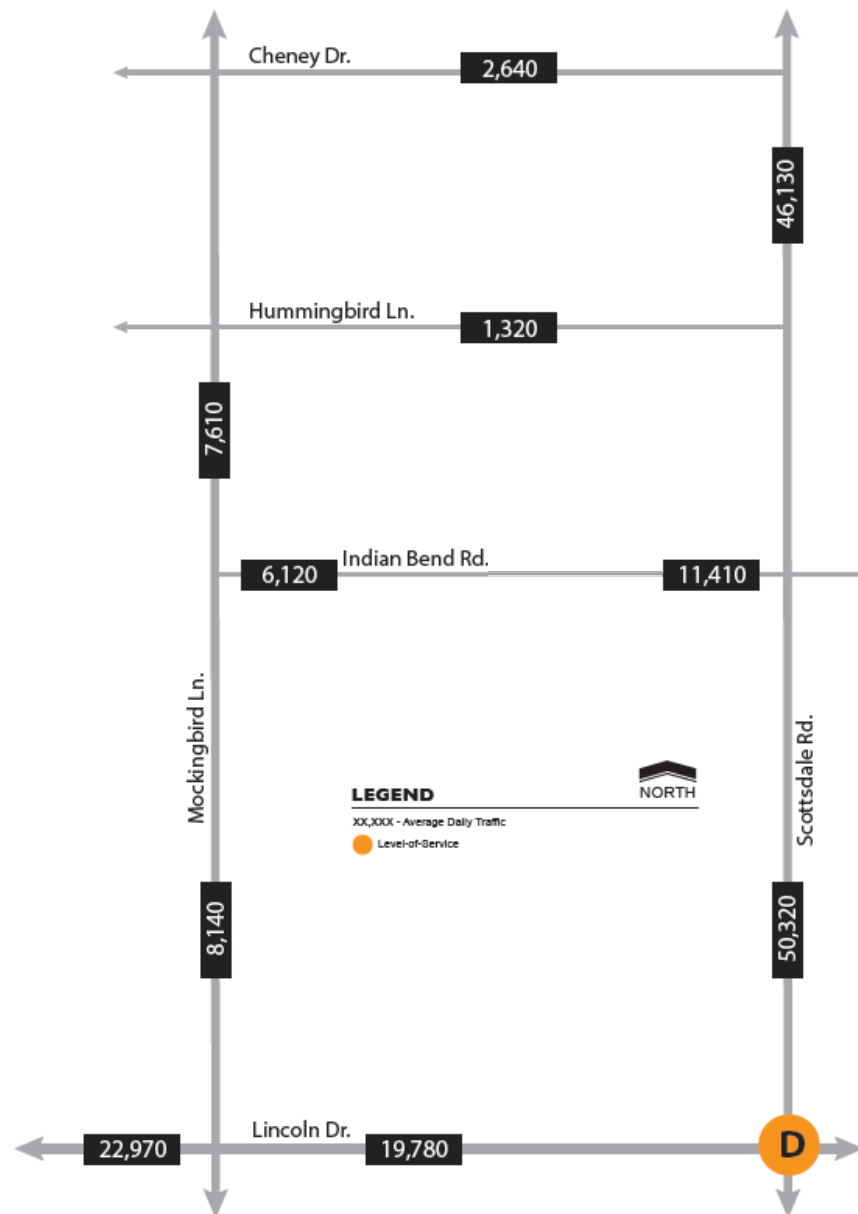 Cheney Dr.
2,640
46,130
Hummingbird Ln.
1,320
7,610
Indian Bend Rd.
6,120
11,410
Mockingbird Ln.
Scottsdale Rd.
NORTH
LEGEND
XX,XXX - Average Daily Traffic
Level-of-Service
8,140
50,320
Lincoln Dr.
22,970
19,780
D